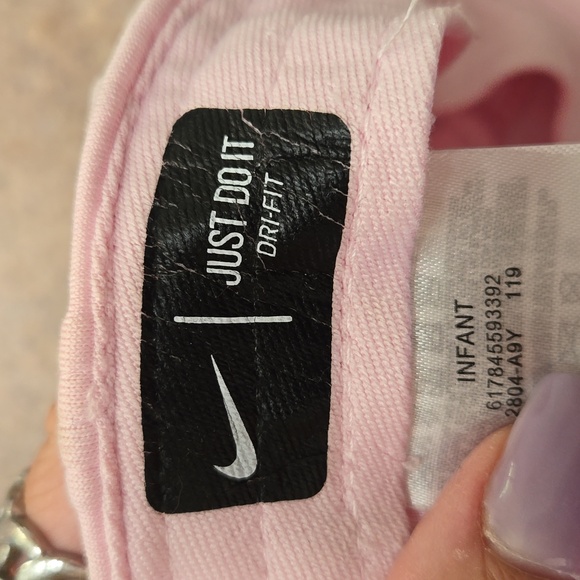 JUST DO IT
DRI-FIT
INFANT
617845593392
2804-A9Y 119